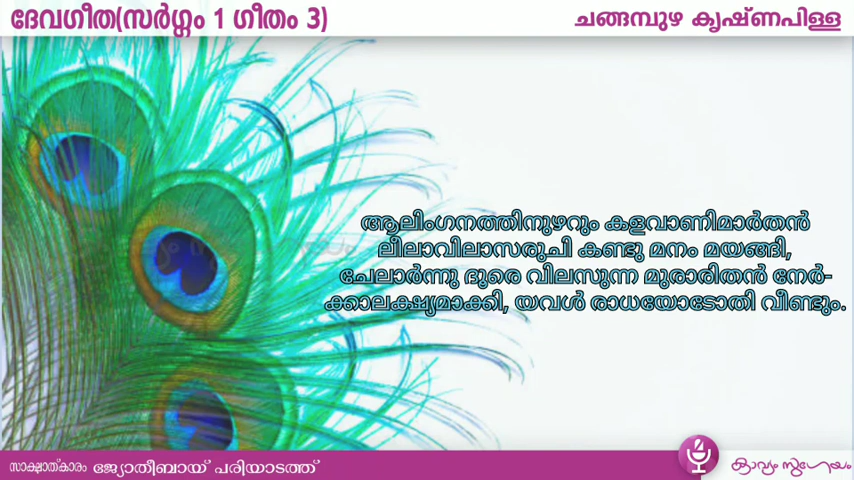 ദേവഗീത(സർഗ്ഗം 1 ഗീതം 3)
ചങ്ങമ്പുഴ കൃഷ്ണപിള്ള
ആലിംഗനത്തിനുഴറും കളവാണിമാർതൻ
ലീലാവിലാസരുചി കണ്ടു മനം മയങ്ങി,
ചേലാർന്നു ദൂരെ വിലസുന്ന മുരാരിതൻ നേർ-
ക്കാലക്ഷ്യമാക്കി, യവൾ രാധയോടോതി വീണ്ടും.
സാക്ഷാത്കാരം ജ്യോതീബായ് പരിയാടത്ത്
കാവ്യം സുഗേയം